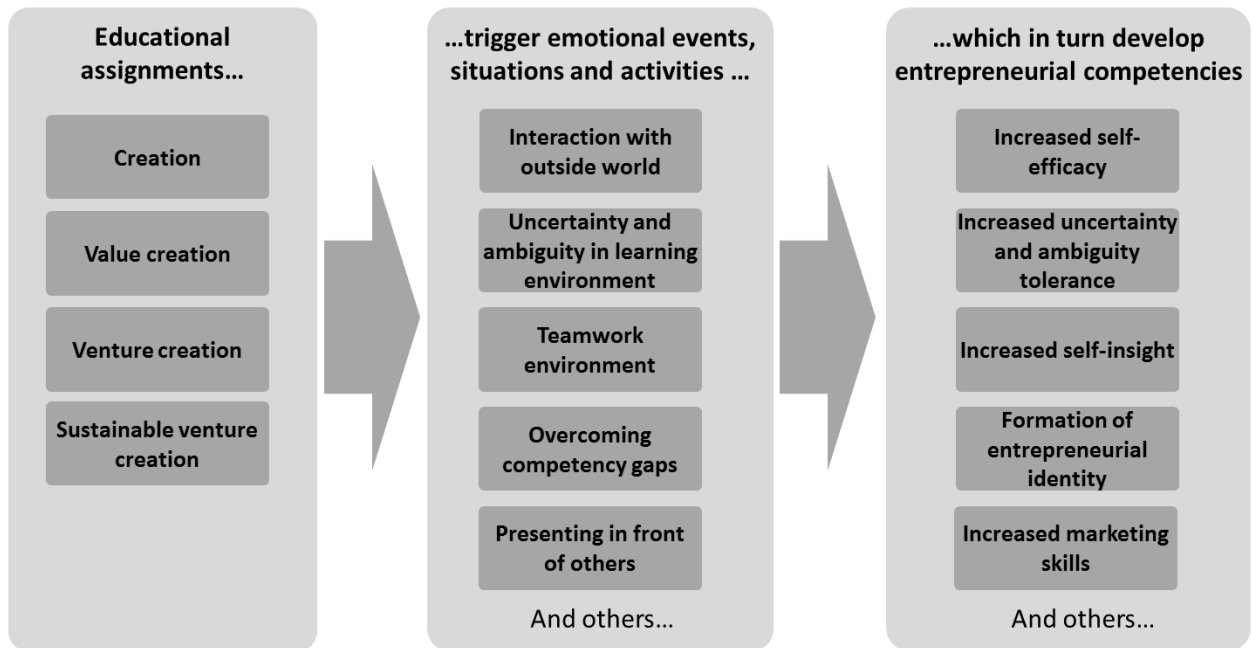 Educational
assignments…
Creation
Value creation
Venture creation
Sustainable venture
creation
…trigger emotional events,
situations and activities …
Interaction with
outside world
Uncertainty and
ambiguity in learning
environment
Teamwork
environment
Overcoming
competency gaps
Presenting in front
of others
And others…
…which in turn develop
entrepreneurial competencies
Increased self-
efficacy
Increased uncertainty
and ambiguity
tolerance
Increased self-insight
Formation of
entrepreneurial
identity
Increased marketing
skills
And others…